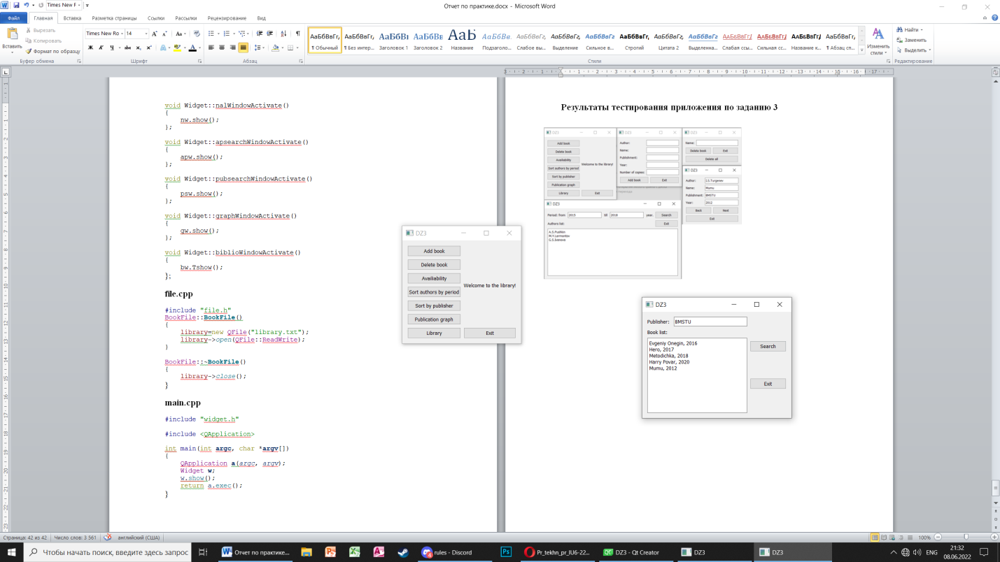 Отчет по практике.docx - Microsoft Word
Файл
Главная
Вставка
Разметка страницы
Ссылки
Рассылки
Рецензирование
Вид
Вставить
Вырезать
Копировать
Формат по образцу
Буфер обмена
Times New Ro
14
Шрифт
Абзац
АаБбВвГг,
¶ Обычный
АаБбВвГг,
¶ Без интер...
АаБбВі
Заголовок 1
АаБбВв
Заголовок 2
АаБ
Название
АаБбВв.
Подзаголо...
АаБбВвГг
Слабое вы...
АаБбВвГг,
Выделение
АаБбВвГг
Сильное в...
АаБбВвГг,
Строгий
АаБбВвГг,
Цитата 2
АаБбВвГг
Выделенна...
АаБбВвГг
Слабая ссы...
АаБбВвГг
Сильная сс...
АаБбВвГг
Название к...
АаБбВвГг,
¶ Абзац сп...
Стили
Изменить
стили
Найти
Заменить
Выделить
Редактирование
void Widget::nalWindowActivate()
{
nw.show();
};
void Widget::apsearchWindowActivate()
{
apw.show();
};
void Widget::pubsearchWindowActivate()
{
psw.show();
};
void Widget::graphWindowActivate()
{
gw.show();
};
void Widget::biblioWindowActivate()
{
bw.Tshow();
};
file.cpp
#include "file.h"
BookFile::BookFile()
{
library=new QFile("library.txt");
library->open(QFile::ReadWrite);
}
BookFile::~BookFile()
{
library->close();
}
main.cpp
#include "widget.h"
#include <QApplication>
int main(int argc, char *argv[])
{
QApplication a(argc, argv);
Widget w;
w.show();
return a.exec();
}
DZ3
Add book
Delete book
Availiability
Sort authors by period
Sort by publisher
Publication graph
Library
Welcome to the library!
Exit
Результаты тестирования приложения по заданию 3
DZ3
Add book
Delete book
Availiability
Sort authors by period
Sort by publisher
Publication graph
Library
Welcome to the library!
Exit
DZ3
Author:
Name:
Publishment:
Year:
Number of copies:
Add book
Exit
DZ3
Name:
Delete book
Exit
Delete all
DZ3
Author: I.S.Turgenev
Name: Mumu
Publishment: BMSTU
Year: 2012
Back
Next
Exit
DZ3
Period: from 2015 till 2018 year.
Search
Authors list:
Exit
A.S.Pushkin
M.Y.Lermontov
G.S.Ivanova
DZ3
Publisher: BMSTU
Book list:
Evgeniy Onegin, 2016
Hero, 2017
Metodichka, 2018
Harry Povar, 2020
Mumu, 2012
Search
Exit
Страница: 42 из 42
Число слов: 3 561
английский (США)
100%
Чтобы начать поиск, введите здесь запрос
Отчет по практике...
rules - Discord
Pr_tekhn_pr_IU6-22...
DZ3 - Qt Creator
DZ3
DZ3
ENG
21:32
08.06.2022